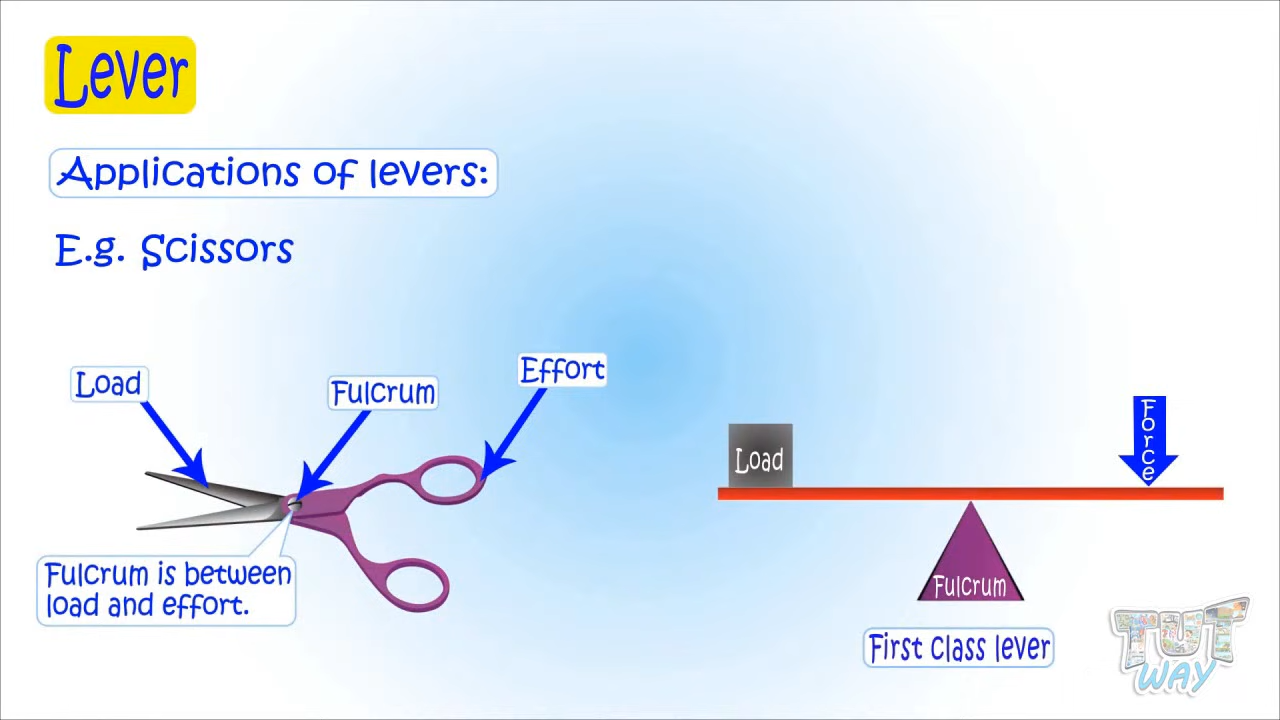 Lever
Applications of levers:
E.g. Scissors
Load
Fulcrum
Effort
Fulcrum is between
load and effort.
Load
Force
Fulcrum
First class lever
TUT
WAY